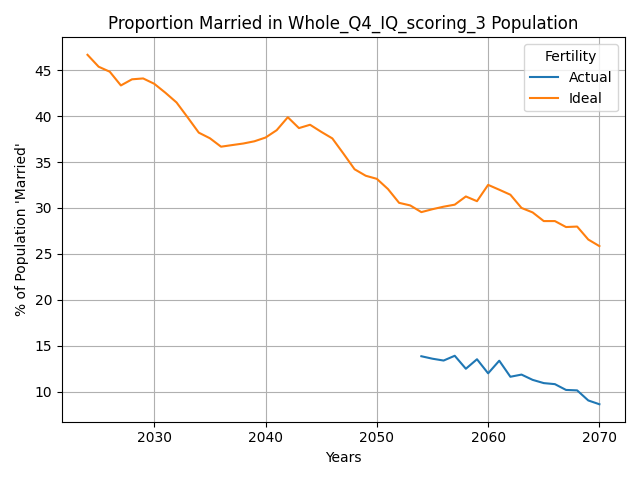 Proportion Married in Whole_Q4_IQ_scoring_3 Population
Fertility
Actual
Ideal
% of Population 'Married'
45
40
35
30
25
20
15
10
2030
2040
2050
2060
2070
Years